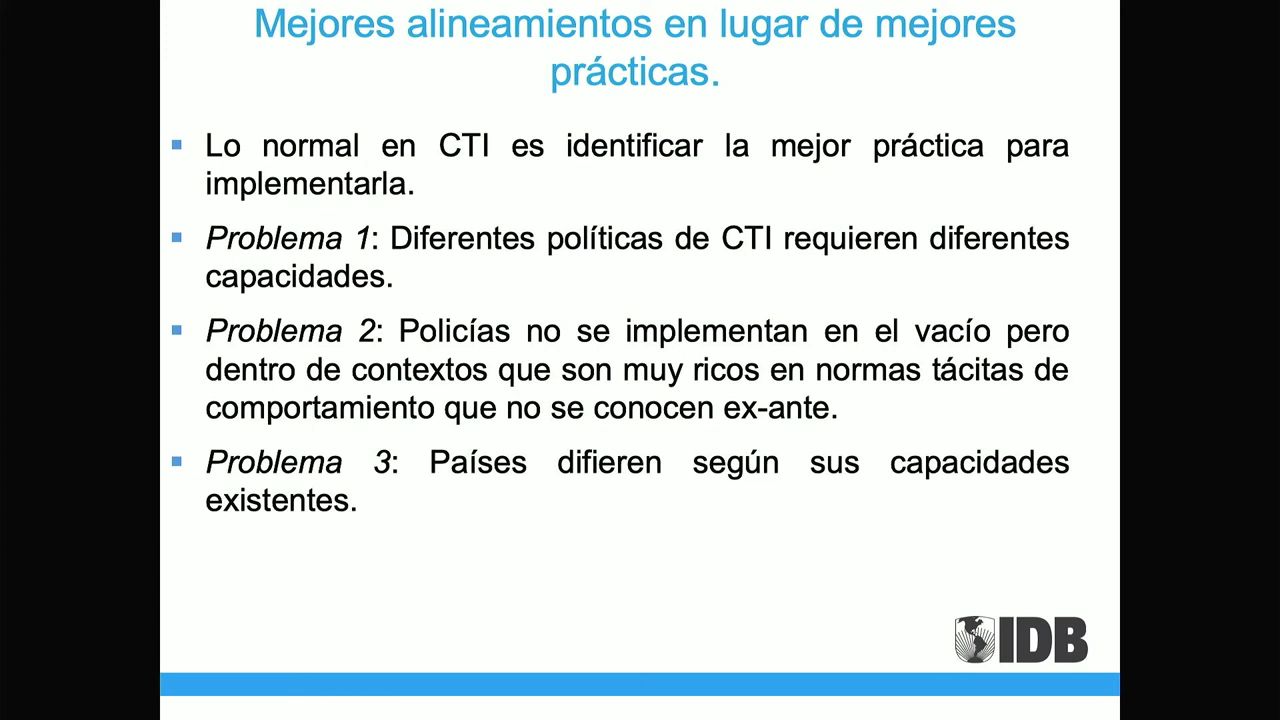 Mejores alineamientos en lugar de mejores
prácticas.
▪ Lo normal en CTI es identificar la mejor práctica para
implementarla.
▪ Problema 1: Diferentes políticas de CTI requieren diferentes
capacidades.
▪ Problema 2: Policías no se implementan en el vacío pero
dentro de contextos que son muy ricos en normas tácitas de
comportamiento que no se conocen ex-ante.
▪ Problema 3: Países difieren según sus capacidades
existentes.
IDB